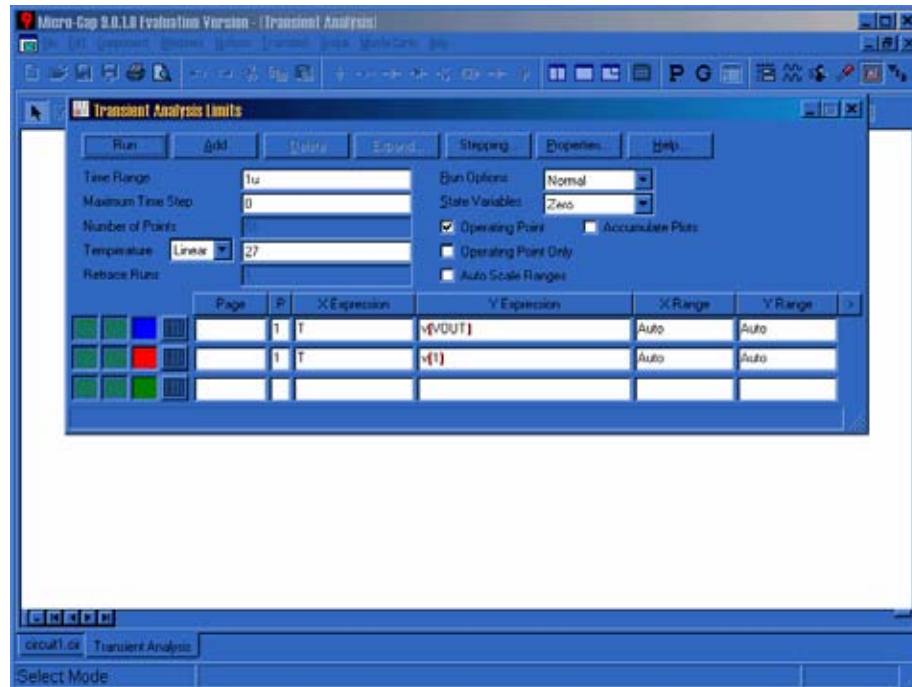 Micro-Cap 9.0.1.0 Evaluation Version - [Transient Analysis]
P G
Transient Analysis Limits
Run Add Delete Expand... Stepping... Properties... Help...
Time Range 1u Run Options Normal
Maximum Time Step 0 State Variables Zero
Number of Points Operating Point Accumulate Plots
Temperature Linear 27 Operating Point Only
Retrace Runs Auto Scale Ranges
Page P X Expression Y Expression X Range Y Range >
1 T v(VOUT) Auto Auto
1 T v(1) Auto Auto
circuit1.cir Transient Analysis
Select Mode